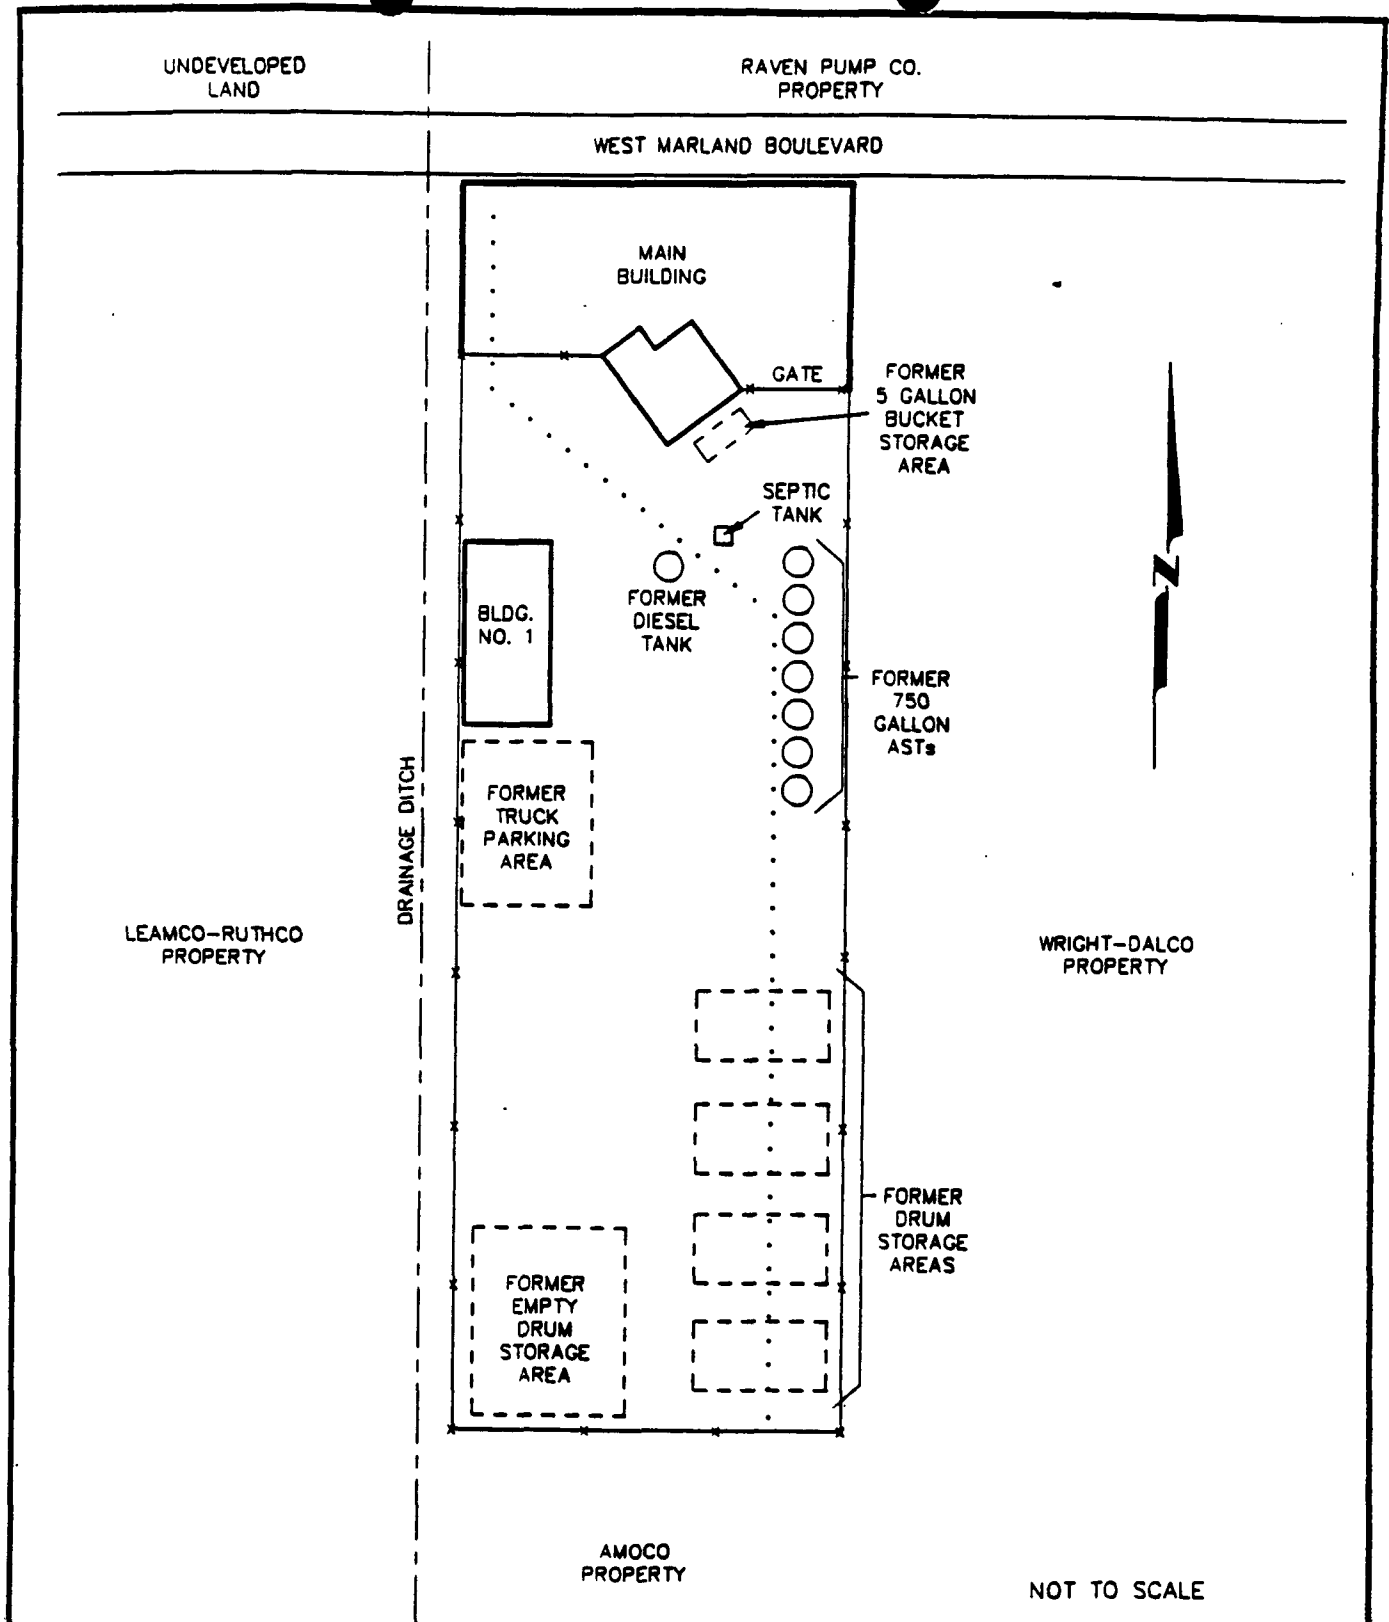 UNDEVELOPED
LAND
RAVEN PUMP CO.
PROPERTY
WEST MARLAND BOULEVARD
MAIN
BUILDING
GATE
FORMER
5 GALLON
BUCKET
STORAGE
AREA
SEPTIC
TANK
FORMER
DIESEL
TANK
BLDG.
NO. 1
N
FORMER
750
GALLON
ASTs
FORMER
TRUCK
PARKING
AREA
DRAINAGE DITCH
LEAMCO-RUTHCO
PROPERTY
WRIGHT-DALCO
PROPERTY
FORMER
DRUM
STORAGE
AREAS
FORMER
EMPTY
DRUM
STORAGE
AREA
AMOCO
PROPERTY
NOT TO SCALE